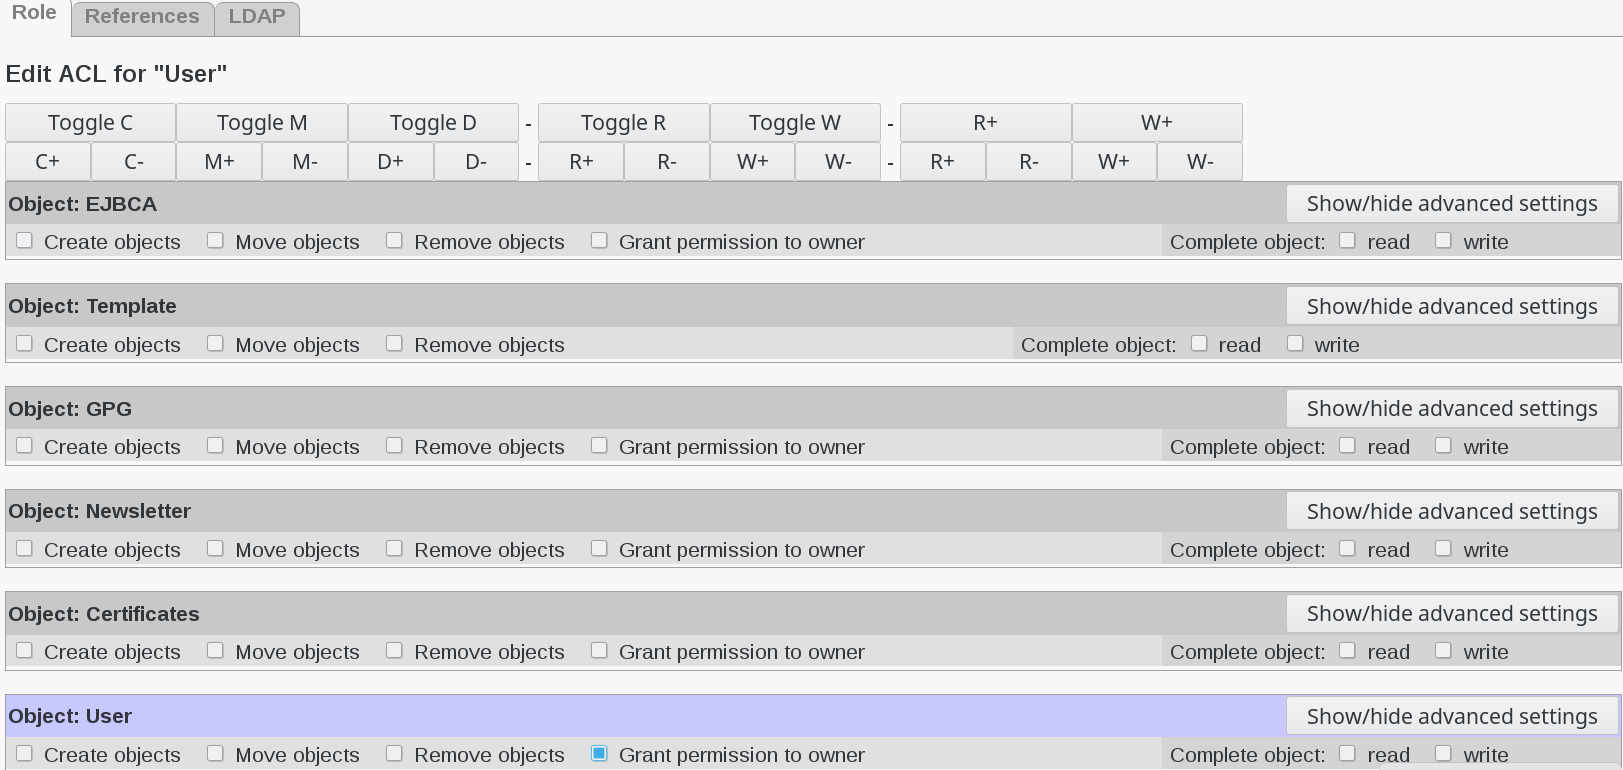 Role References LDAP
Edit ACL for "User"
Toggle C Toggle M Toggle D - Toggle R Toggle W - R+ W+
C+ C- M+ M- D+ D- - R+ R- W+ W- - R+ R- W+ W-
Object: EJBCA Show/hide advanced settings
Create objects Move objects Remove objects Grant permission to owner Complete object: read write
Object: Template Show/hide advanced settings
Create objects Move objects Remove objects Complete object: read write
Object: GPG Show/hide advanced settings
Create objects Move objects Remove objects Grant permission to owner Complete object: read write
Object: Newsletter Show/hide advanced settings
Create objects Move objects Remove objects Grant permission to owner Complete object: read write
Object: Certificates Show/hide advanced settings
Create objects Move objects Remove objects Grant permission to owner Complete object: read write
Object: User Show/hide advanced settings
Create objects Move objects Remove objects Grant permission to owner Complete object: read write